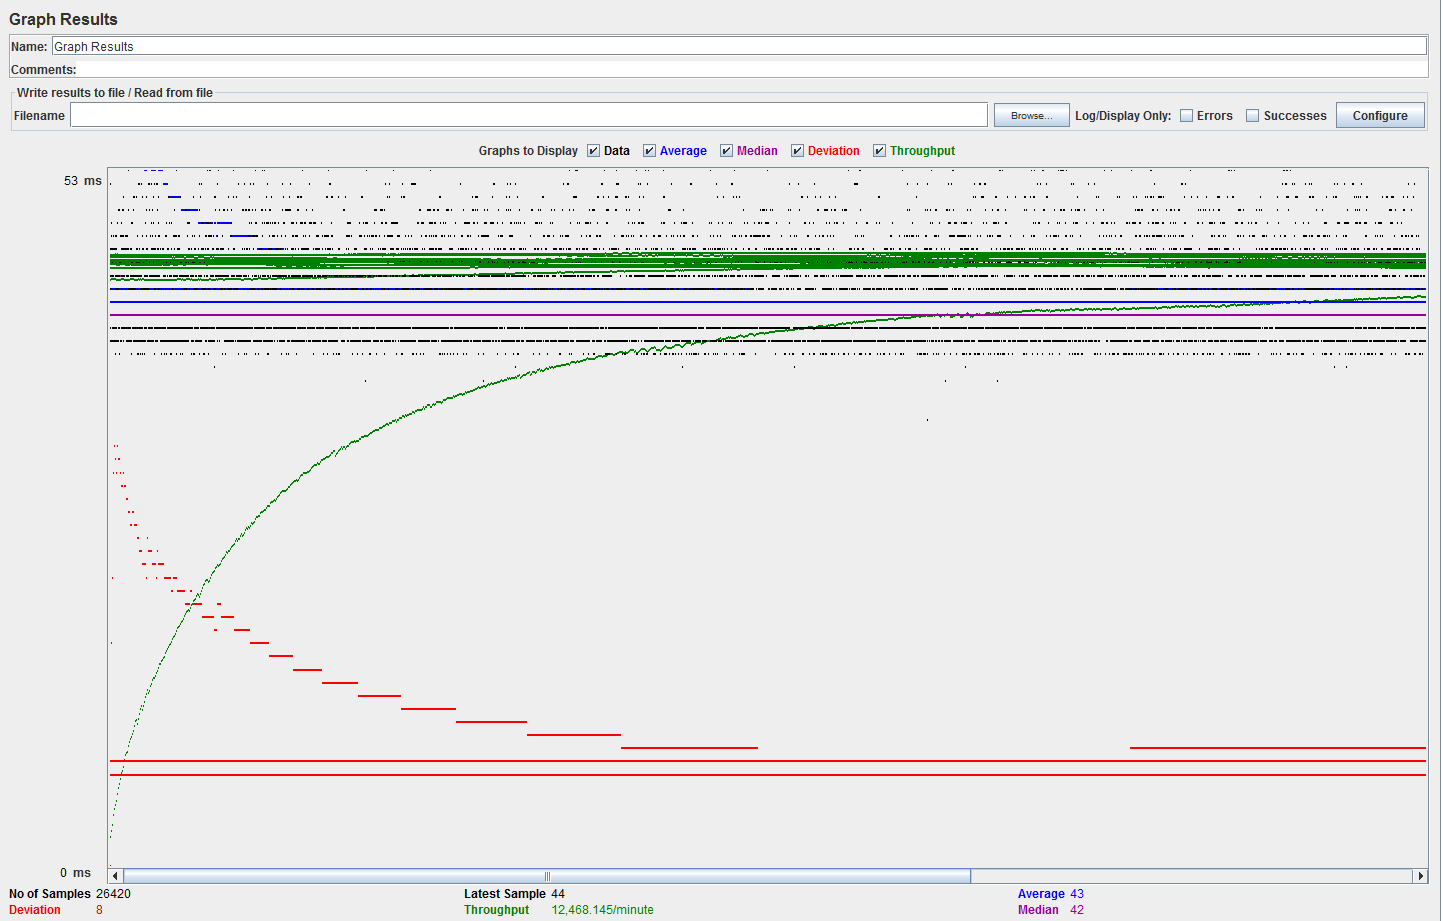 Graph Results
Name: Graph Results
Comments:
Write results to file / Read from file
Filename Browse... Log/Display Only: Errors Successes Configure
Graphs to Display Data Average Median Deviation Throughput
53 ms
0 ms
No of Samples 26420 Latest Sample 44 Average 43
Deviation 8 Throughput 12,468.145/minute Median 42